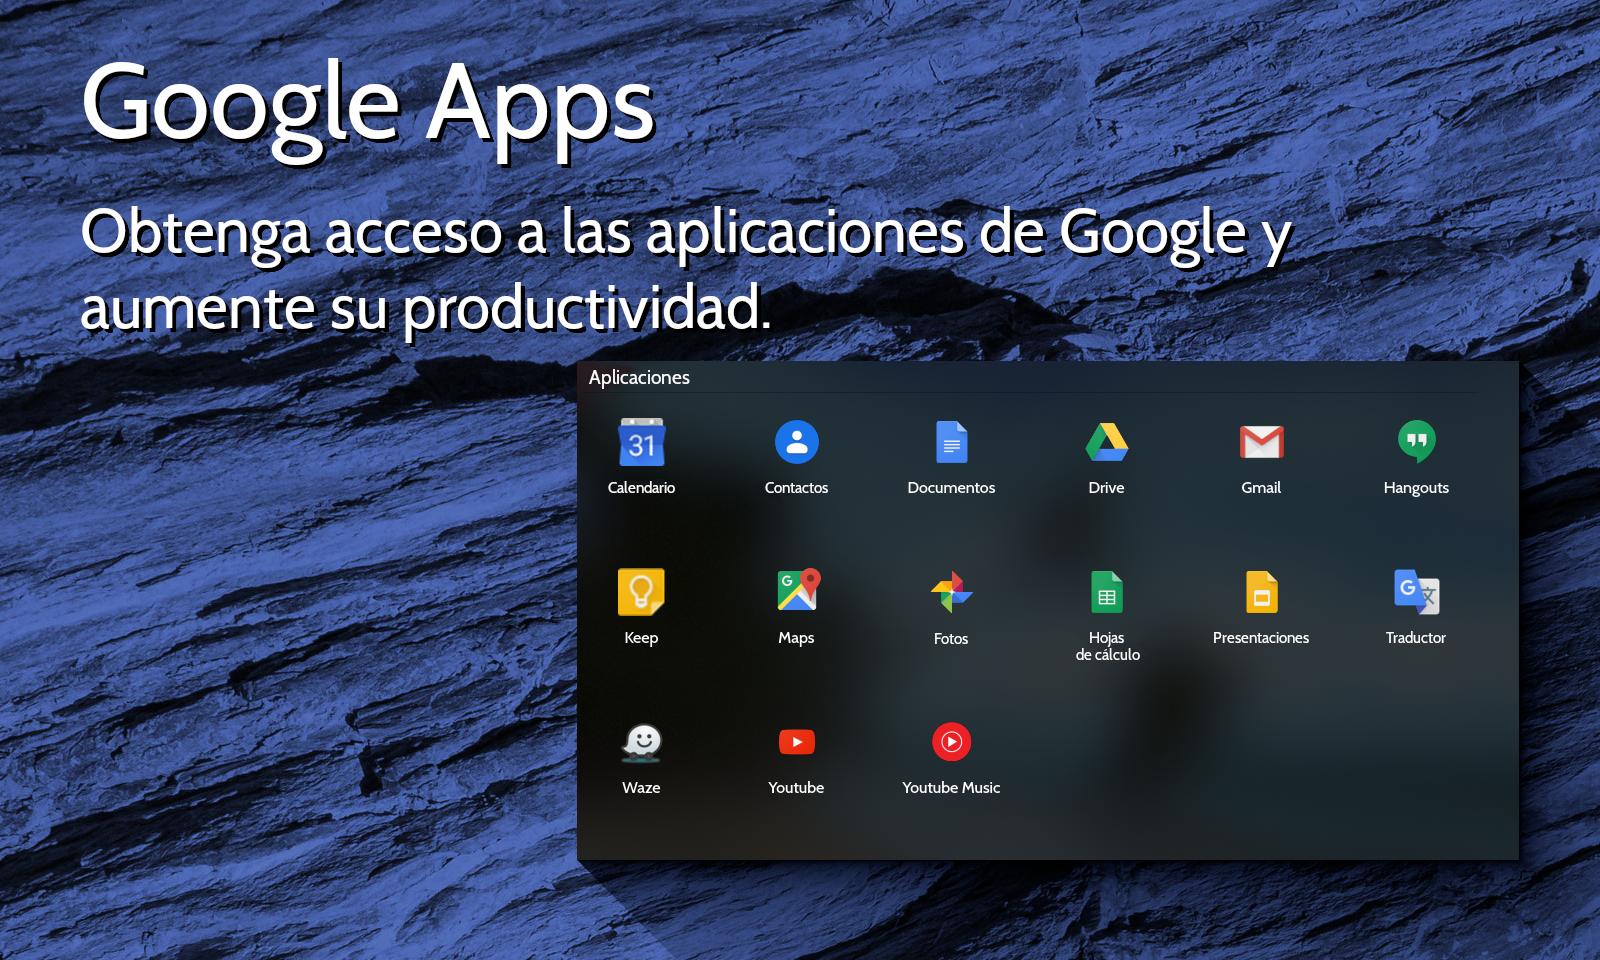 Google Apps
Obtenga acceso a las aplicaciones de Google y
aumente su productividad.
Aplicaciones
31
Calendario
Contactos
Documentos
Drive
Gmail
Hangouts
Keep
G
Maps
Fotos
Hojas
de cálculo
Presentaciones
G 文
Traductor
Waze
Youtube
Youtube Music